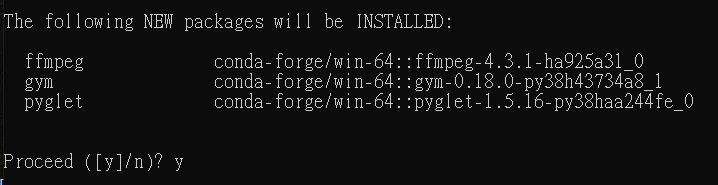 The following NEW packages will be INSTALLED:
ffmpeg conda-forge/win-64::ffmpeg-4.3.1-ha925a31_0
gym conda-forge/win-64::gym-0.18.0-py38h43734a8_1
pyglet conda-forge/win-64::pyglet-1.5.16-py38haa244fe_0
Proceed ([y]/n)? y